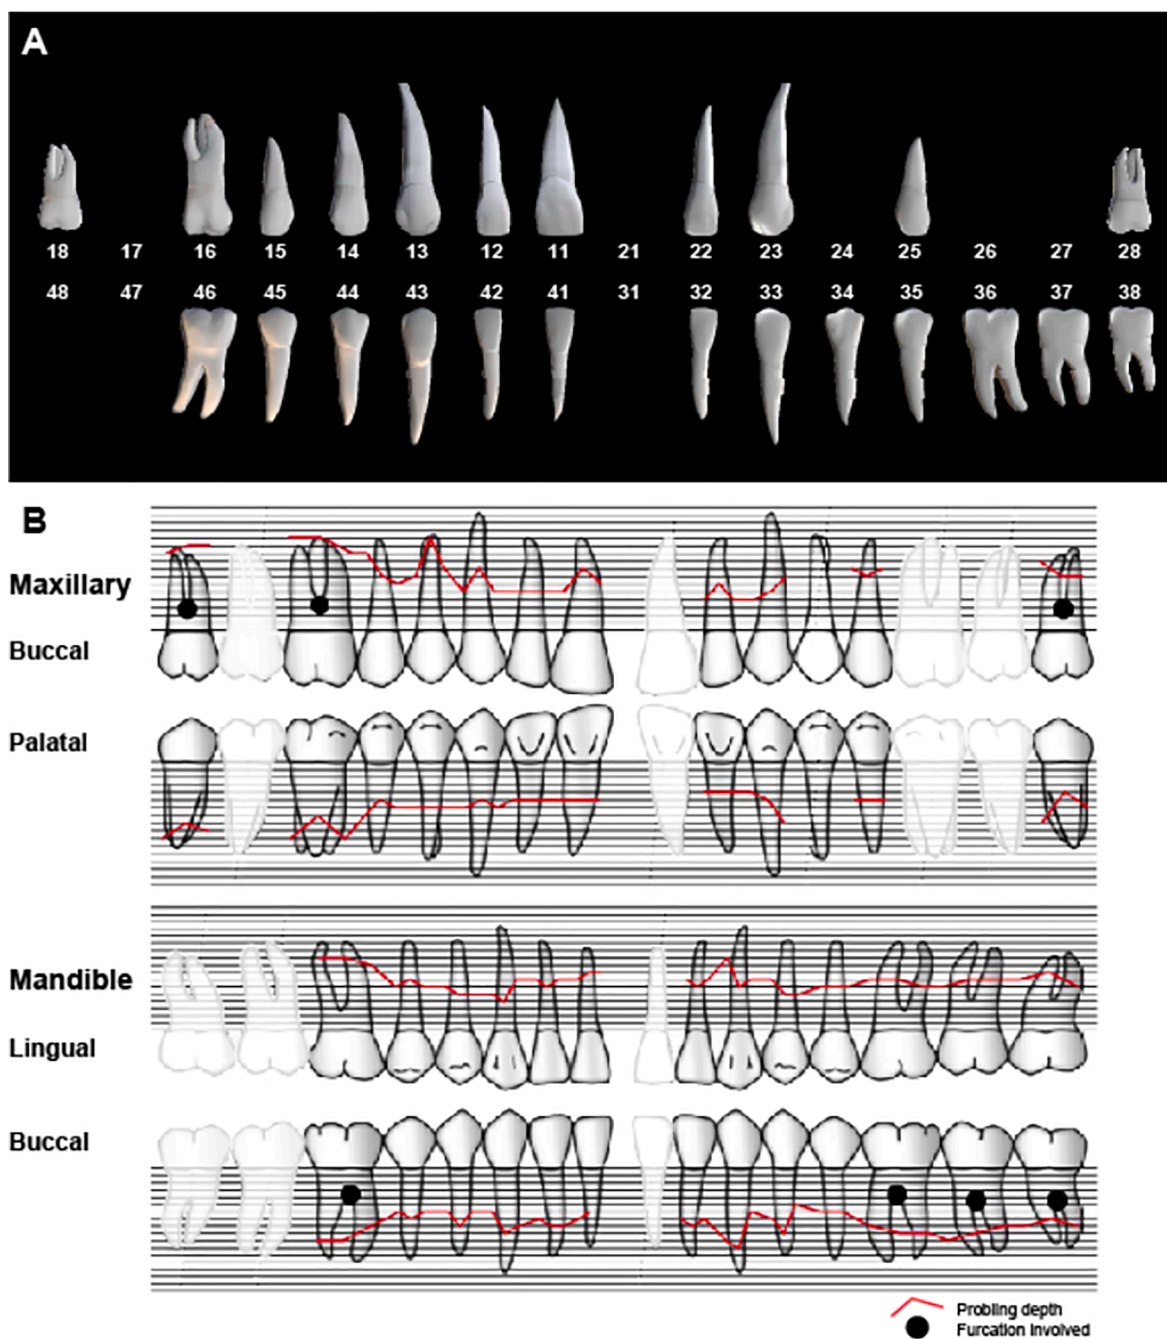 A
18 17 16 15 14 13 12 11 21 22 23 24 25 26 27 28
48 47 46 45 44 43 42 41 31 32 33 34 35 36 37 38
B
Maxillary
Buccal
Palatal
Mandible
Lingual
Buccal
Probling depth
Furcation Involved